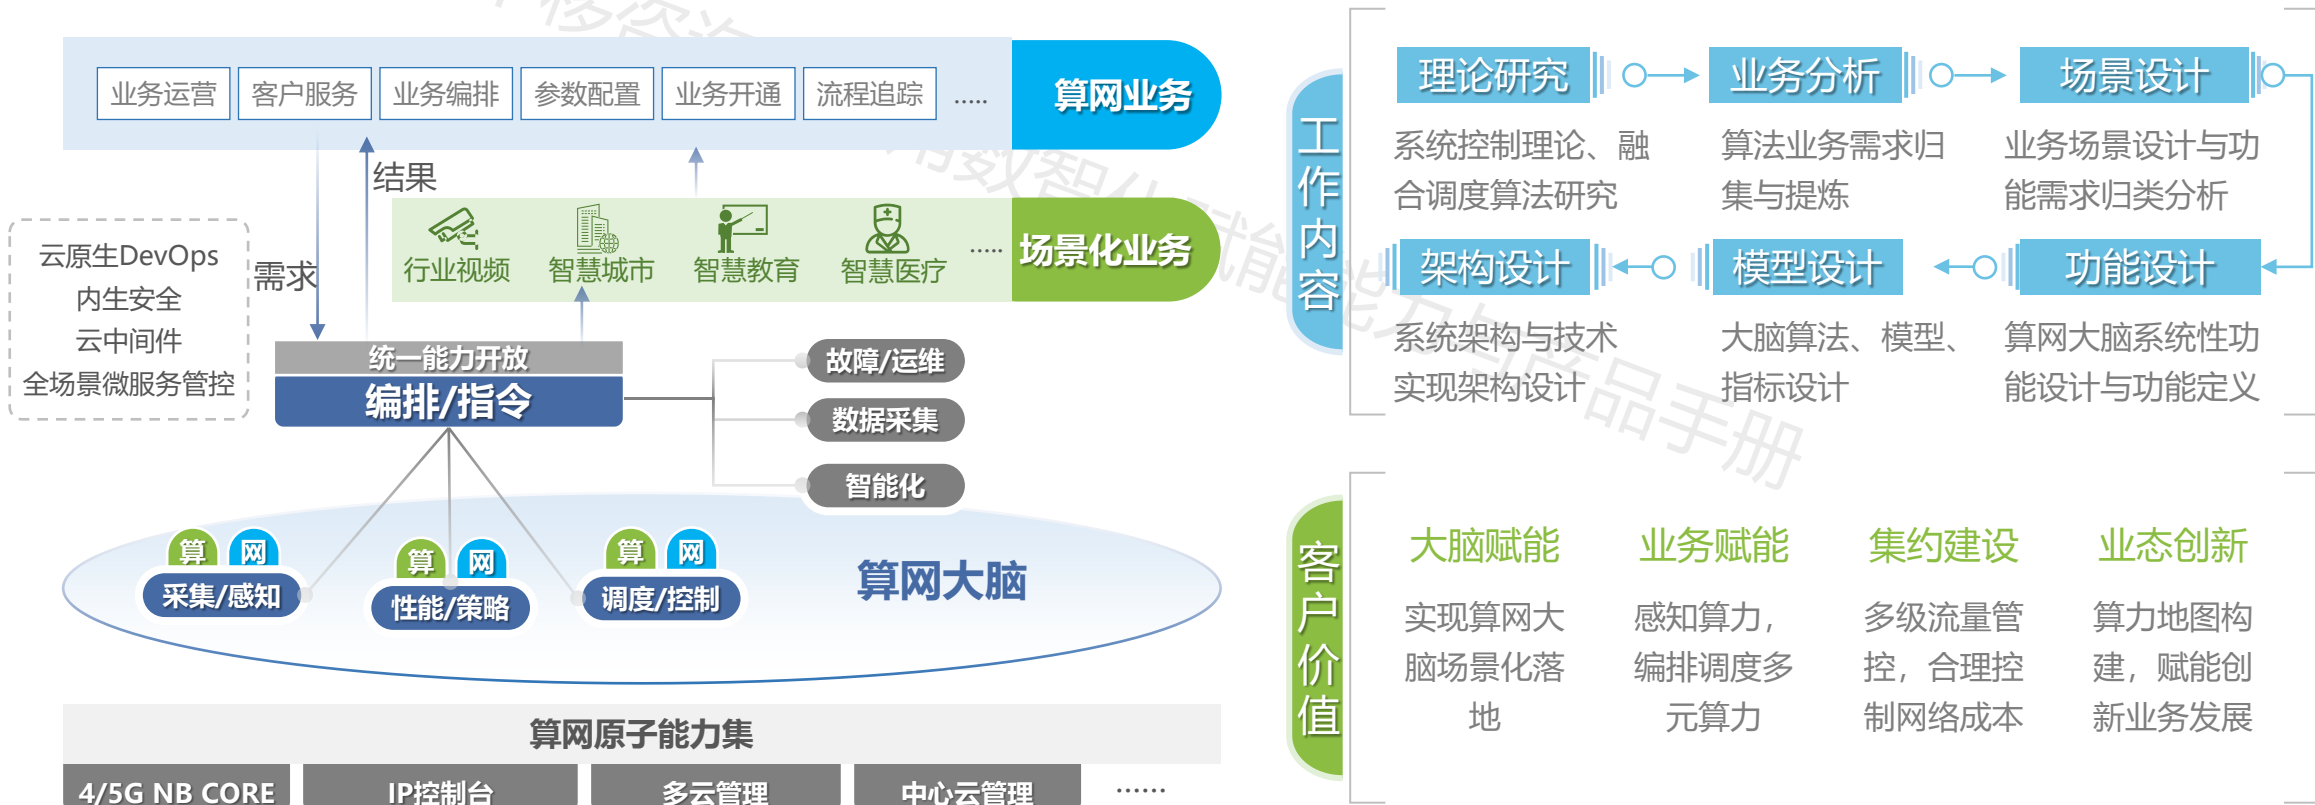 业务运营 客户服务 业务编排 参数配置 业务开通 流程追踪 ..... 算网业务
结果
行业视频 智慧城市 智慧教育 智慧医疗 ..... 场景化业务
云原生DevOps
内生安全
云中间件
全场景微服务管控
需求
统一能力开放
编排/指令
故障/运维
数据采集
智能化
算 网
采集/感知
算 网
性能/策略
算 网
调度/控制
算网大脑
算网原子能力集
4/5G NB CORE IP控制台 多云管理 中心云管理 ......
工作内容
理论研究 业务分析 场景设计
系统控制理论、融 算法业务需求归 业务场景设计与功
合调度算法研究 集与提炼 能需求归类分析
架构设计 模型设计 功能设计
系统架构与技术 大脑算法、模型、 算网大脑系统性功
实现架构设计 指标设计 能设计与功能定义
客户价值
大脑赋能 业务赋能 集约建设 业态创新
实现算网大 感知算力， 多级流量管 算力地图构
脑场景化落 编排调度多 控，合理控 建，赋能创
地 元算力 制网络成本 新业务发展